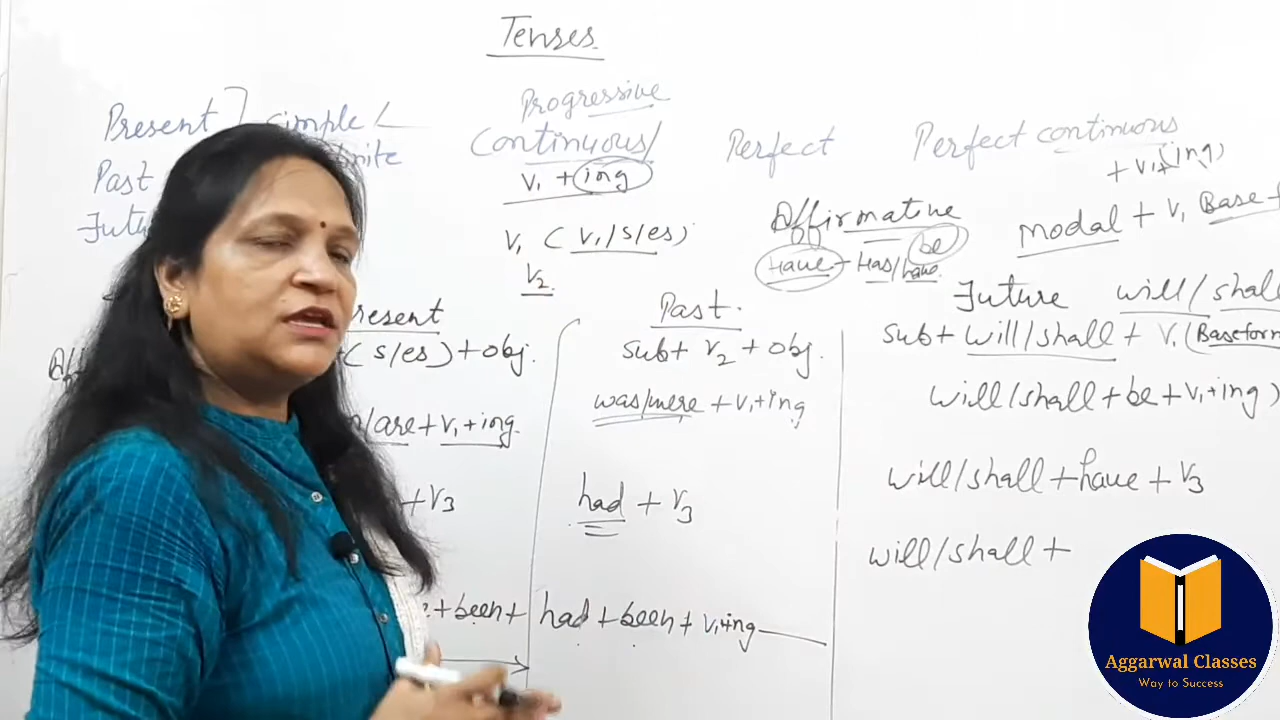 Tenses
Present simple/
Past
Progressive
Continuous/
V1 + ing
Perfect
Perfect continuous
+ V1+(ing)
V1 (V1/s/es)
V2
Affirmative
Have - Has/have be
Modal + V1 Base +
resent
(s/es) + obj.
/are + V1+ing.
+ V3
+been+
Past.
Sub+ V2 + obj.
was/were + V1+ing
had + V3
had + been + V1+ing
Future will/shall
Sub+ will/shall + V1 (Baseform
will/shall + be + V1+ing)
will/shall + have + V3
will/shall +
Aggarwal Classes
Way to Success